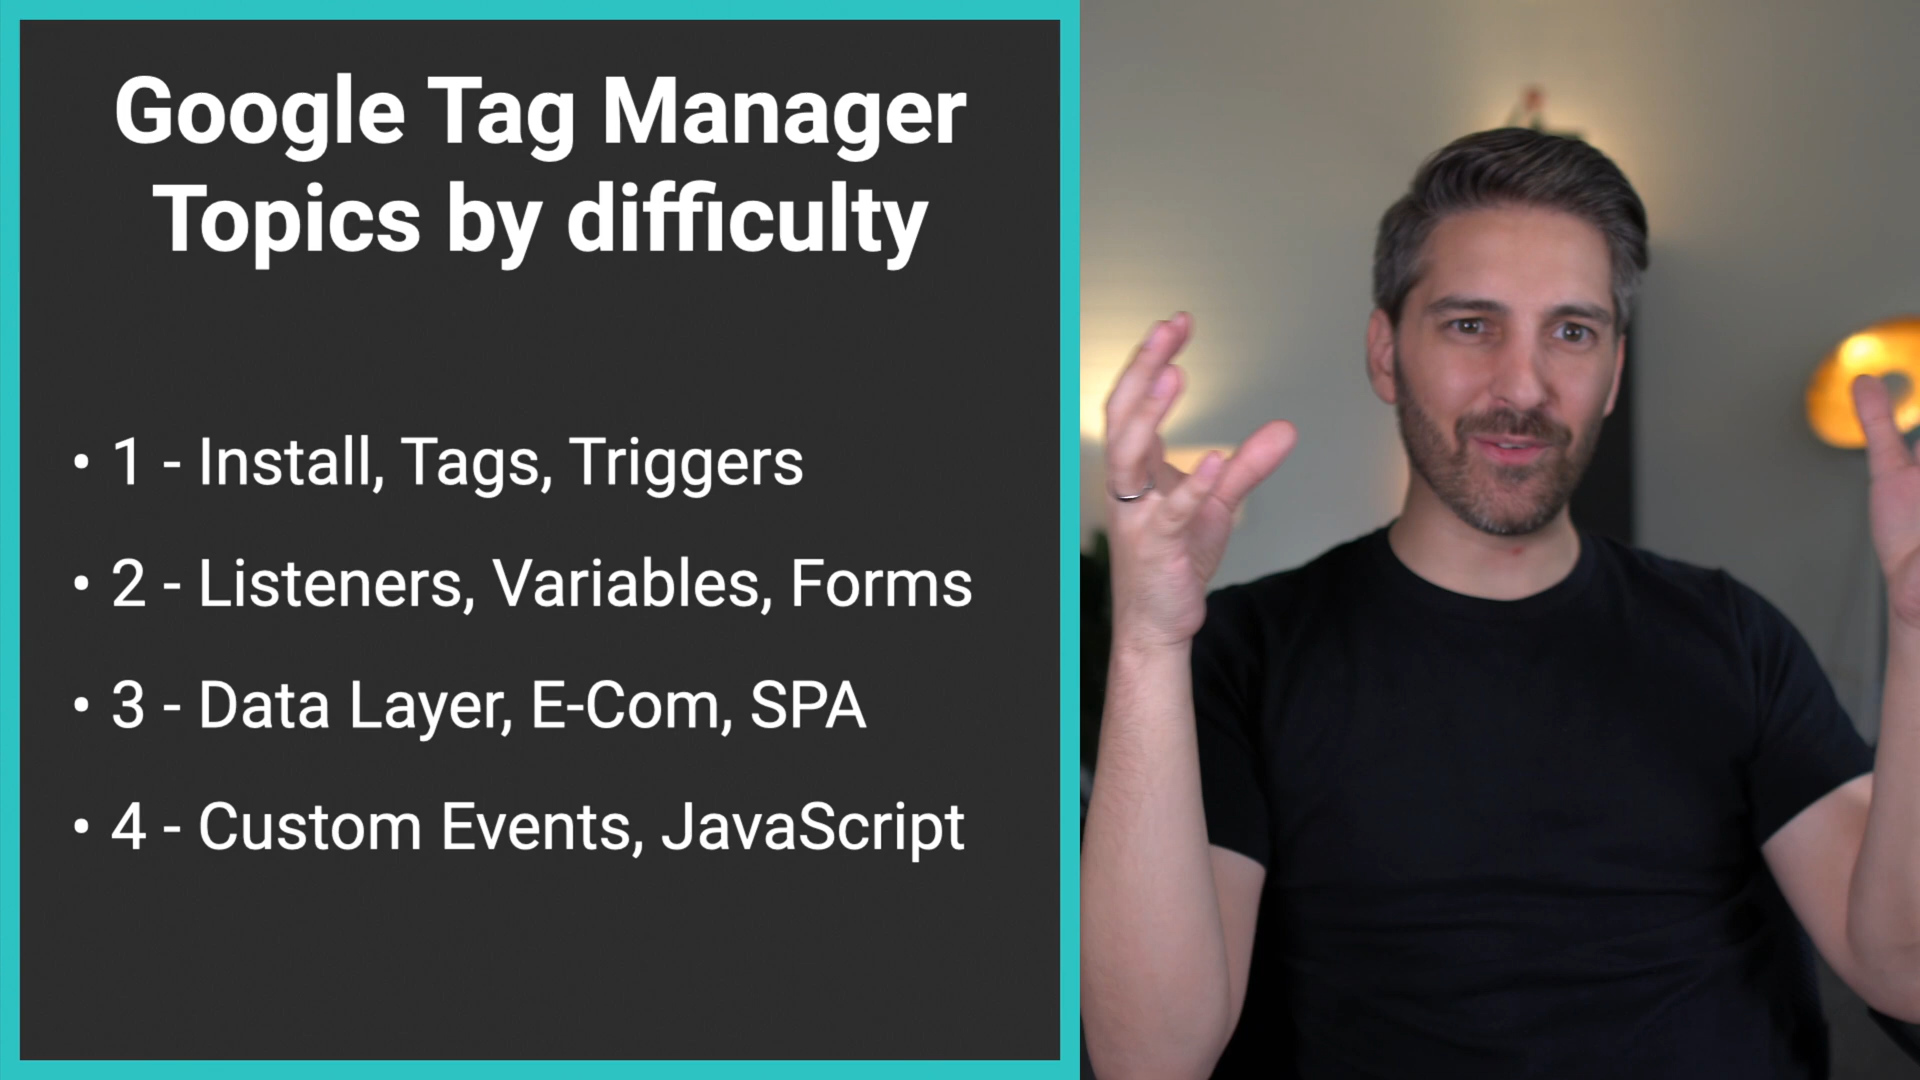 Google Tag Manager
Topics by difficulty
• 1 - Install, Tags, Triggers
• 2 - Listeners, Variables, Forms
• 3 - Data Layer, E-Com, SPA
• 4 - Custom Events, JavaScript